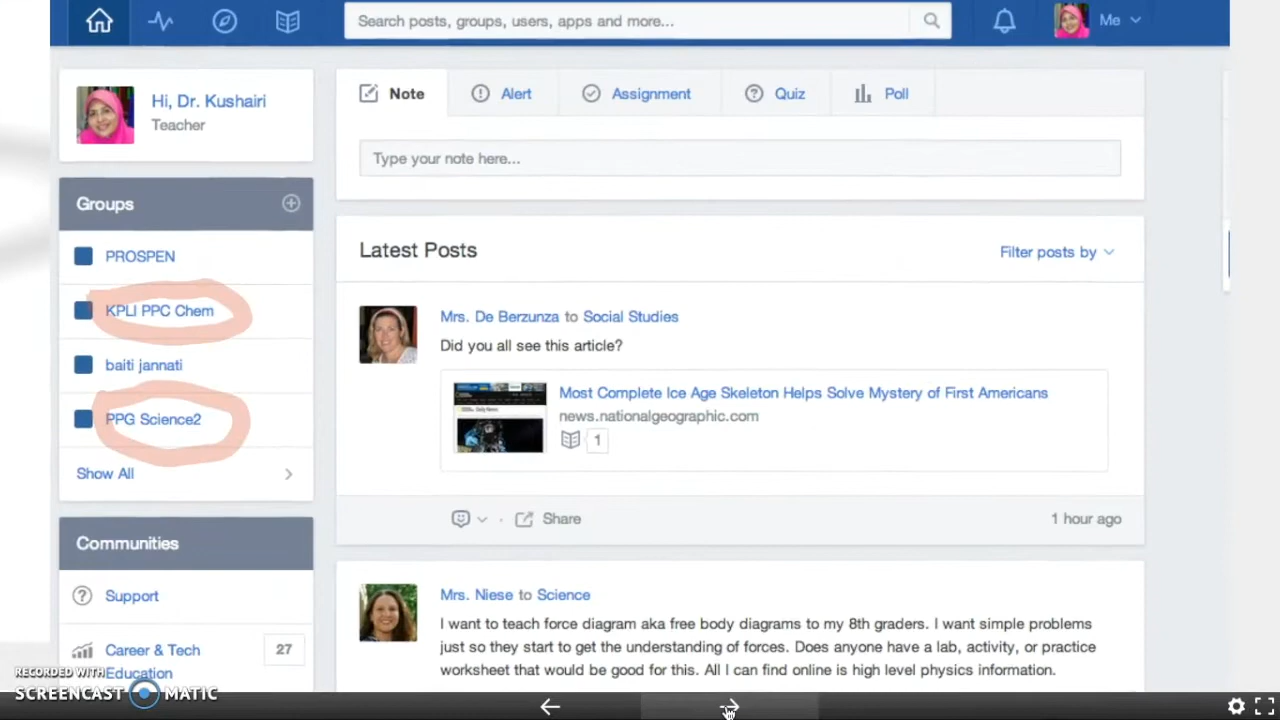 Search posts, groups, users, apps and more...
Me
Hi, Dr. Kushairi
Teacher
Groups
PROSPEN
KPLI PPC Chem
baiti jannati
PPG Science2
Show All
Communities
Support
Career & Tech
Education
27
Note
Alert
Assignment
Quiz
Poll
Type your note here...
Latest Posts
Filter posts by
Mrs. De Berzunza to Social Studies
Did you all see this article?
Most Complete Ice Age Skeleton Helps Solve Mystery of First Americans
news.nationalgeographic.com
1
Share
1 hour ago
Mrs. Niese to Science
I want to teach force diagram aka free body diagrams to my 8th graders. I want simple problems
just so they start to get the understanding of forces. Does anyone have a lab, activity, or practice
worksheet that would be good for this. All I can find online is high level physics information.
RECORDED WITH
SCREENCAST MATIC